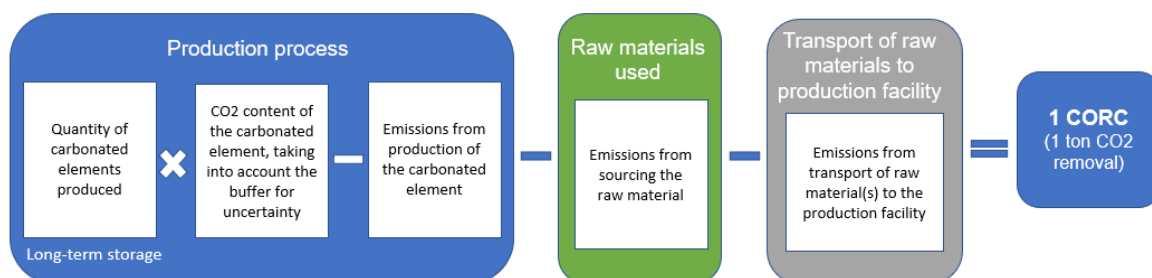 Production process
Quantity of
carbonated
elements
produced
CO2 content of
the carbonated
element, taking
into account the
buffer for
uncertainty
Emissions from
production of
the carbonated
element
Long-term storage
Raw materials
used
Emissions from
sourcing the
raw material
Transport of raw
materials to
production facility
Emissions from
transport of raw
material(s) to the
production facility
1 CORC
(1 ton CO2
removal)